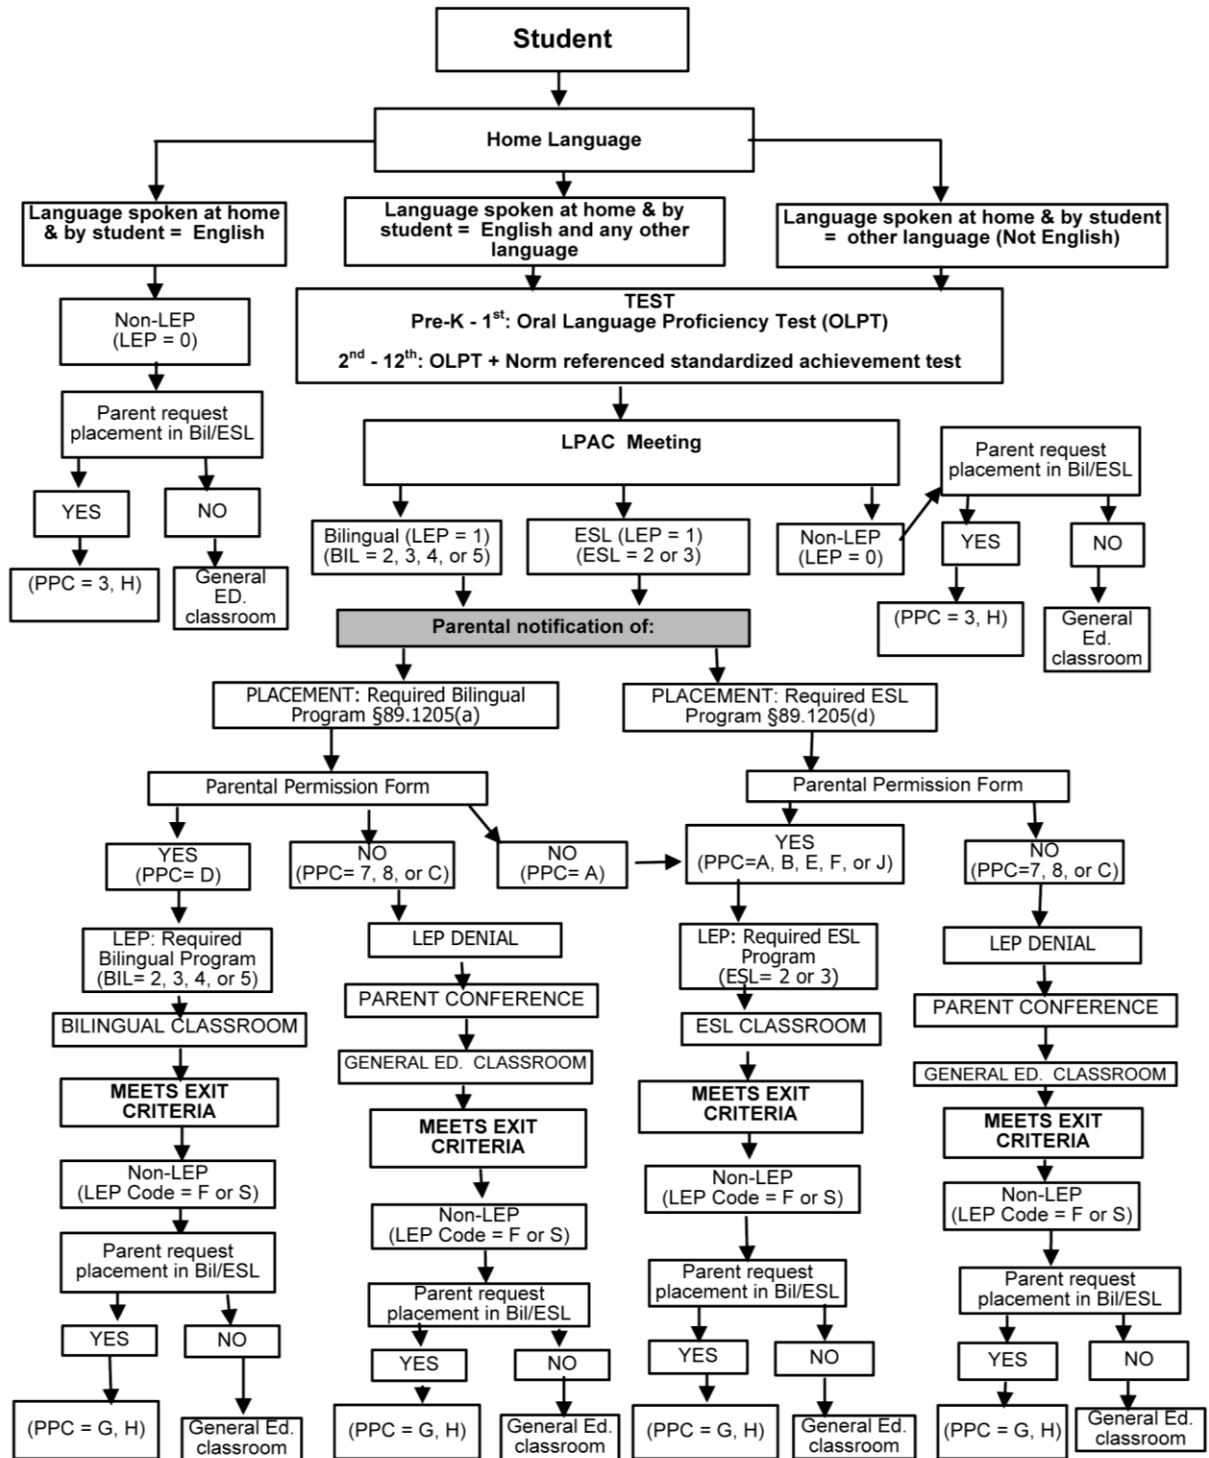 Student
Home Language
Language spoken at home
& by student = English
Language spoken at home & by
student = English and any other
language
Language spoken at home & by student
= other language (Not English)
Non-LEP
(LEP = 0)
TEST
Pre-K - 1st: Oral Language Proficiency Test (OLPT)
2nd - 12th: OLPT + Norm referenced standardized achievement test
Parent request
placement in Bil/ESL
YES
NO
(PPC = 3, H)
General
ED.
classroom
LPAC Meeting
Bilingual (LEP = 1)
(BIL = 2, 3, 4, or 5)
ESL (LEP = 1)
(ESL = 2 or 3)
Non-LEP
(LEP = 0)
Parent request
placement in Bil/ESL
YES
NO
(PPC = 3, H)
General
Ed.
classroom
Parental notification of:
PLACEMENT: Required Bilingual
Program §89.1205(a)
PLACEMENT: Required ESL
Program §89.1205(d)
Parental Permission Form
Parental Permission Form
YES
(PPC= D)
NO
(PPC= 7, 8, or C)
NO
(PPC= A)
YES
(PPC=A, B, E, F, or J)
NO
(PPC=7, 8, or C)
LEP: Required
Bilingual Program
(BIL= 2, 3, 4, or 5)
BILINGUAL CLASSROOM
MEETS EXIT
CRITERIA
Non-LEP
(LEP Code = F or S)
Parent request
placement in Bil/ESL
YES
NO
(PPC = G, H)
General Ed.
classroom
LEP DENIAL
PARENT CONFERENCE
GENERAL ED. CLASSROOM
MEETS EXIT
CRITERIA
Non-LEP
(LEP Code = F or S)
Parent request
placement in Bil/ESL
YES
NO
(PPC = G, H)
General Ed.
classroom
LEP: Required ESL
Program
(ESL= 2 or 3)
ESL CLASSROOM
MEETS EXIT
CRITERIA
Non-LEP
(LEP Code = F or S)
Parent request
placement in Bil/ESL
YES
NO
(PPC = G, H)
General Ed.
classroom
LEP DENIAL
PARENT CONFERENCE
GENERAL ED. CLASSROOM
MEETS EXIT
CRITERIA
Non-LEP
(LEP Code = F or S)
Parent request
placement in Bil/ESL
YES
NO
(PPC = G, H)
General Ed.
classroom